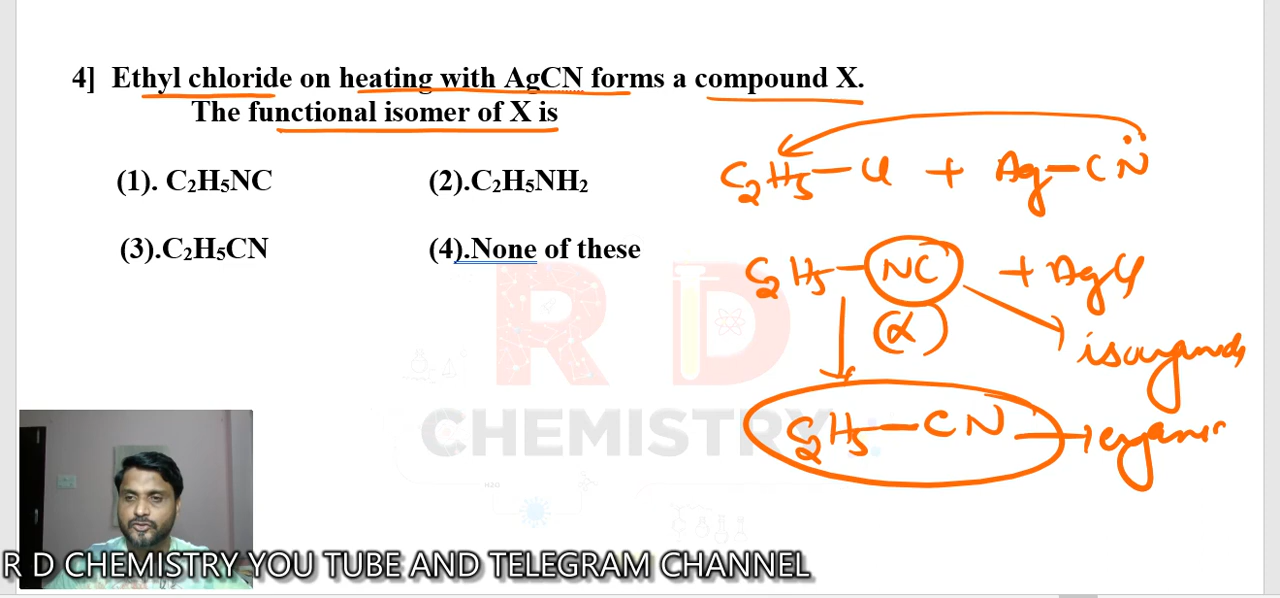 4] Ethyl chloride on heating with AgCN forms a compound X.
The functional isomer of X is
(1). C₂H₅NC (2).C₂H₅NH₂
(3).C₂H₅CN (4).None of these
C₂H₅–Cl + Ag–CN̈
C₂H₅–NC + AgCl
(X)
isocyanide
C₂H₅–CN
R D
CHEMISTRY
H2O
R D CHEMISTRY YOU TUBE AND TELEGRAM CHANNEL